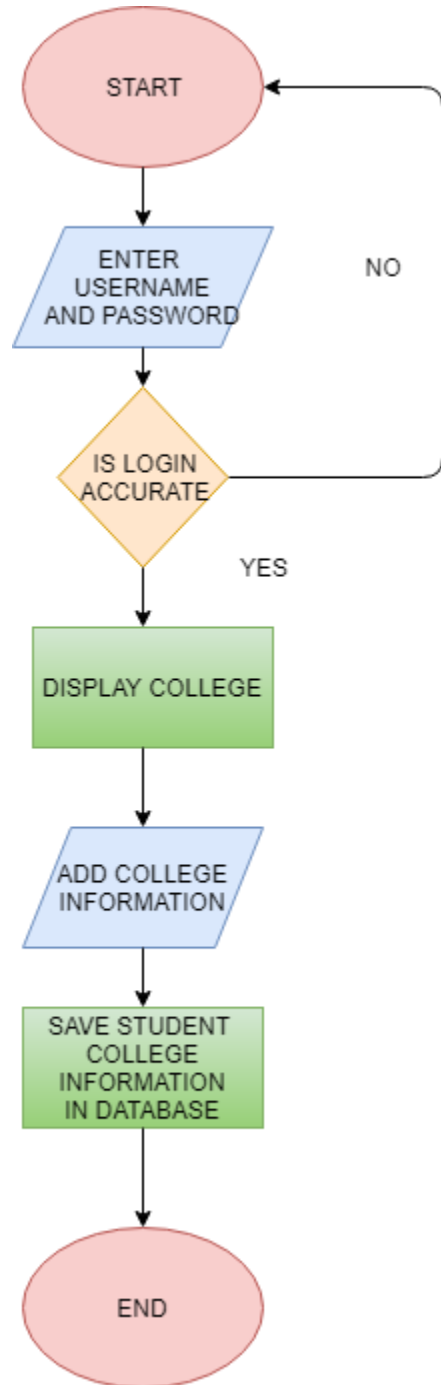 START
ENTER
USERNAME
AND PASSWORD
NO
IS LOGIN
ACCURATE
YES
DISPLAY COLLEGE
ADD COLLEGE
INFORMATION
SAVE STUDENT
COLLEGE
INFORMATION
IN DATABASE
END